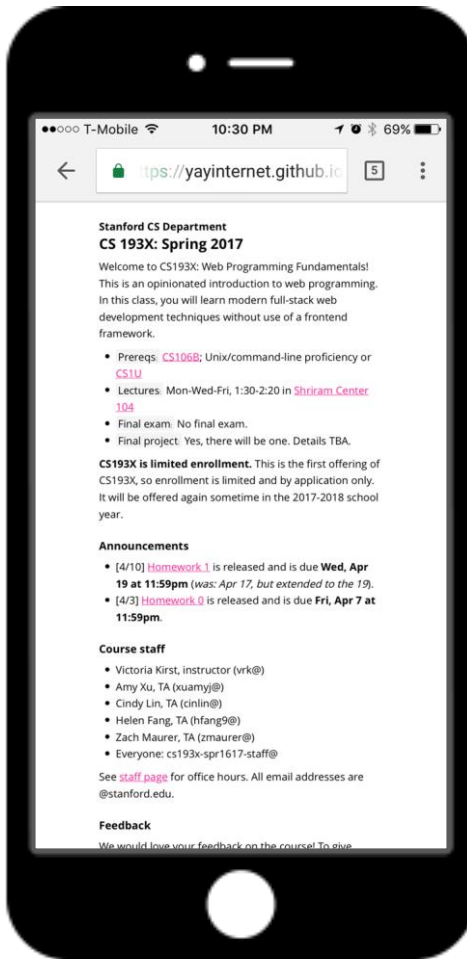 T-Mobile 10:30 PM 69%
ttps://yayinternet.github.io 5
Stanford CS Department
CS 193X: Spring 2017
Welcome to CS193X: Web Programming Fundamentals!
This is an opinionated introduction to web programming.
In this class, you will learn modern full-stack web
development techniques without use of a frontend
framework.
• Prereqs: CS106B; Unix/command-line proficiency or
CS1U
• Lectures: Mon-Wed-Fri, 1:30-2:20 in Shriram Center
104
• Final exam: No final exam.
• Final project: Yes, there will be one. Details TBA.
CS193X is limited enrollment. This is the first offering of
CS193X, so enrollment is limited and by application only.
It will be offered again sometime in the 2017-2018 school
year.
Announcements
• [4/10] Homework 1 is released and is due Wed, Apr
19 at 11:59pm (was: Apr 17, but extended to the 19).
• [4/3] Homework 0 is released and is due Fri, Apr 7 at
11:59pm.
Course staff
• Victoria Kirst, instructor (vrk@)
• Amy Xu, TA (xuamyj@)
• Cindy Lin, TA (cinlin@)
• Helen Fang, TA (hfang9@)
• Zach Maurer, TA (zmaurer@)
• Everyone: cs193x-spr1617-staff@
See staff page for office hours. All email addresses are
@stanford.edu.
Feedback
We would love your feedback on the course! To give